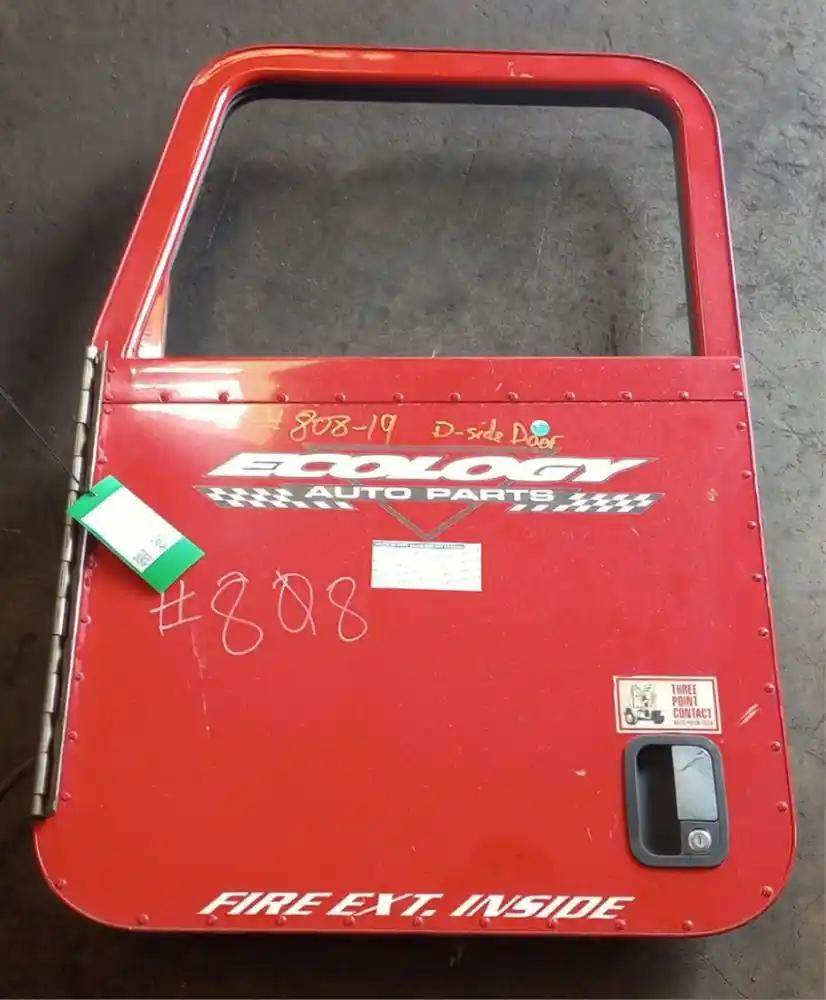 # 808-19 D-side Door
ECOLOGY
AUTO PARTS
#808
THREE
POINT
CONTACT
FIRE EXT. INSIDE